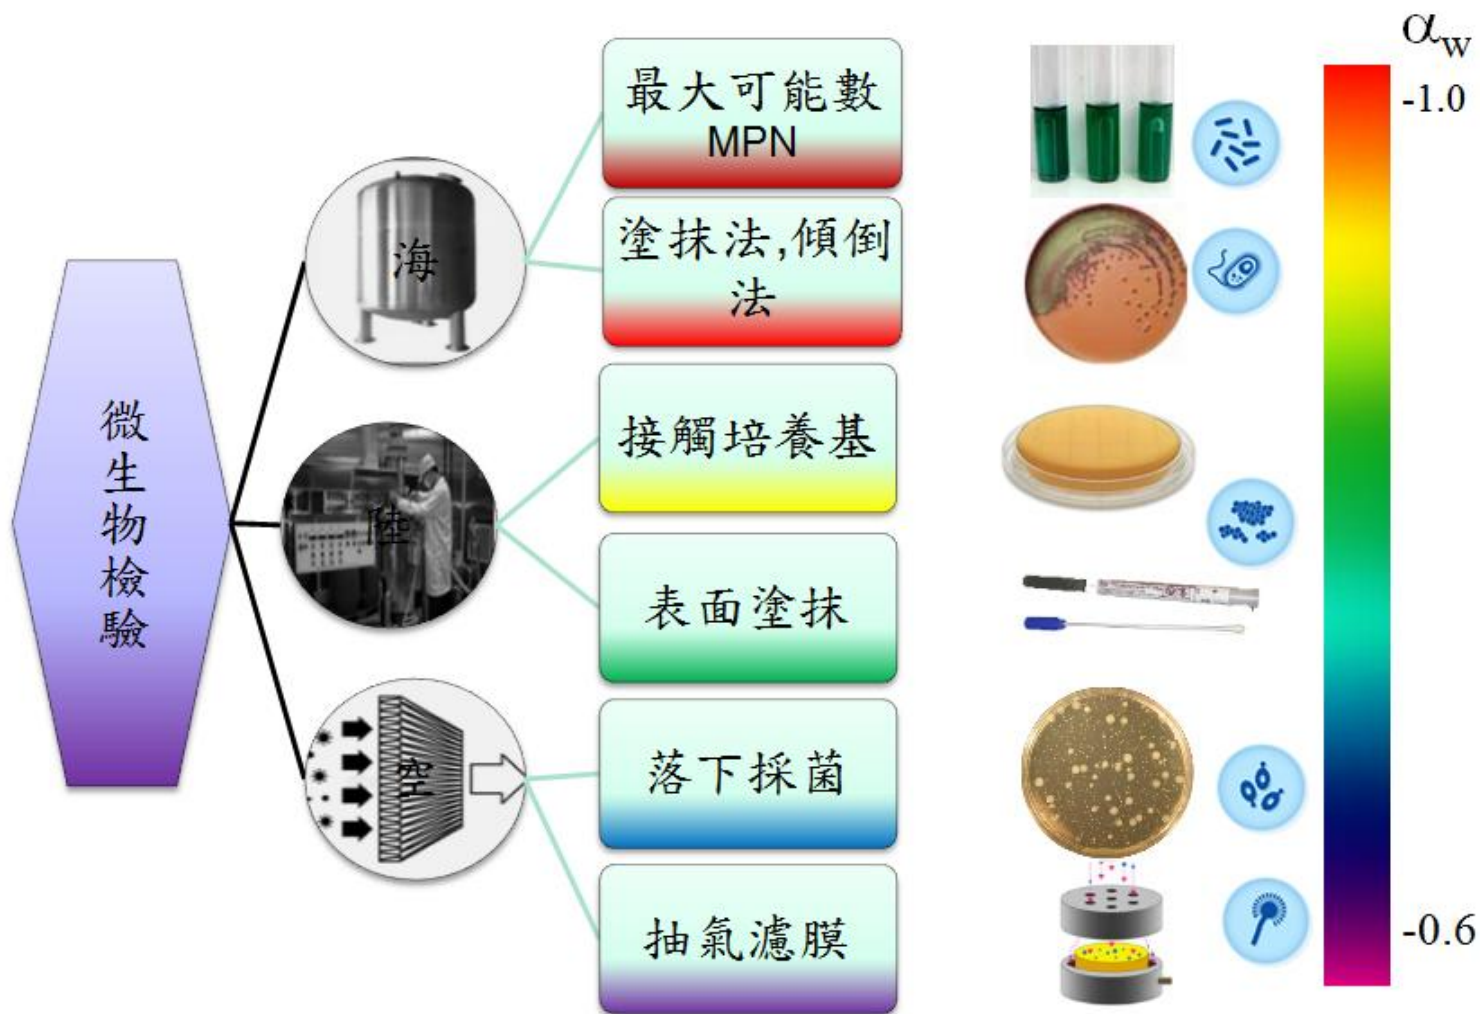 微生物檢驗
海
陸
空
最大可能數
MPN
塗抹法,傾倒
法
接觸培養基
表面塗抹
落下採菌
抽氣濾膜
αw
-1.0
-0.6